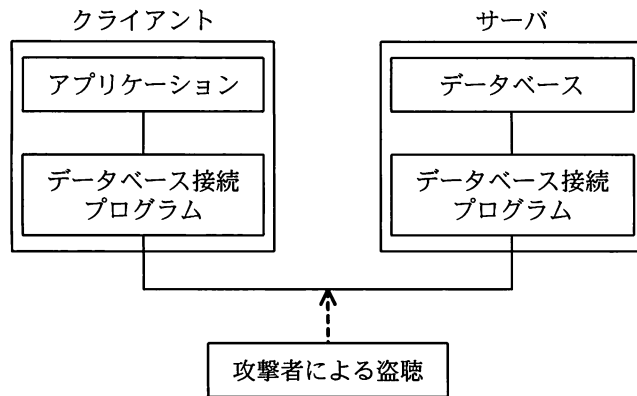 クライアント
アプリケーション
データベース接続
プログラム
サーバ
データベース
データベース接続
プログラム
攻撃者による盗聴